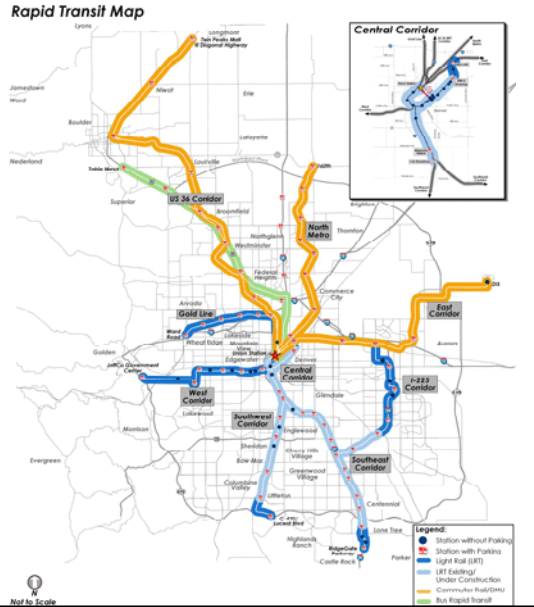 Rapid Transit Map
Lyons
Longmont
Twin Peaks Mall
@ Diagonal Highway
Central Corridor
Jamestown
Ward
Niwot
Erie
Boulder
Lafayette
Nederland
Louisville
Table Mesa
Superior
US 36 Corridor
Broomfield
Brighton
North
Metro
Northglenn
Thornton
Westminster
Federal
Heights
Commerce
City
DIA
East
Corridor
Arvada
Gold Line
Ward
Road
Wheat Ridge
Lakeside
Mountain
View
Union Station
Edgewater
Denver
Aurora
Golden
Jeffco Government
Center
Central
Corridor
I-225
Corridor
West
Corridor
Lakewood
Glendale
Southwest
Corridor
Morrison
Englewood
Sheridan
Cherry Hills
Village
Bow Mar
Southeast
Corridor
Evergreen
Greenwood
Village
Columbine
Valley
Littleton
Centennial
C-470/
Lucent Blvd
Lone Tree
Highlands
Ranch
RidgeGate
Parkway
Castle Rock
Parker
Legend:
Station without Parking
Station with Parking
Light Rail (LRT)
LRT Existing/
Under Construction
Commuter Rail/DMU
Bus Rapid Transit
N
Not to Scale